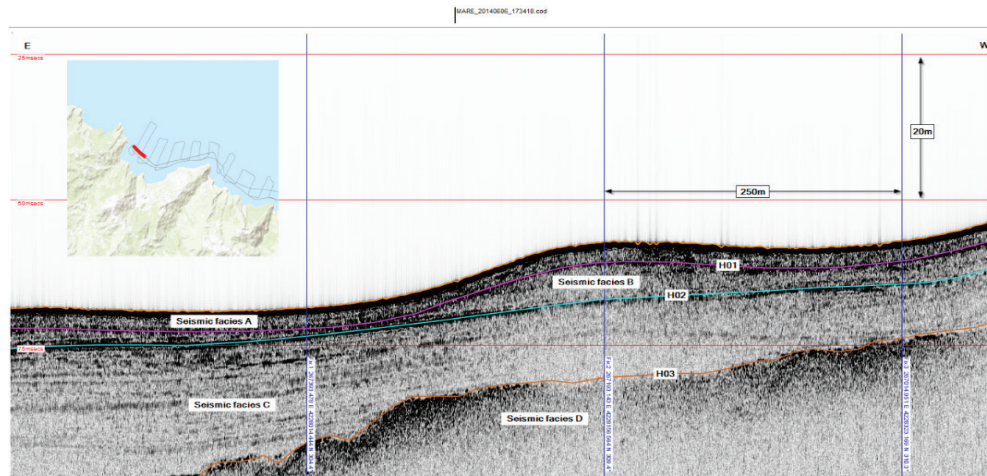 MARE_20140606_173418.cod
E
W
25msecs
20m
50msecs
250m
H01
Seismic facies B
H02
Seismic facies A
75msecs
H03
Seismic facies C
Seismic facies D